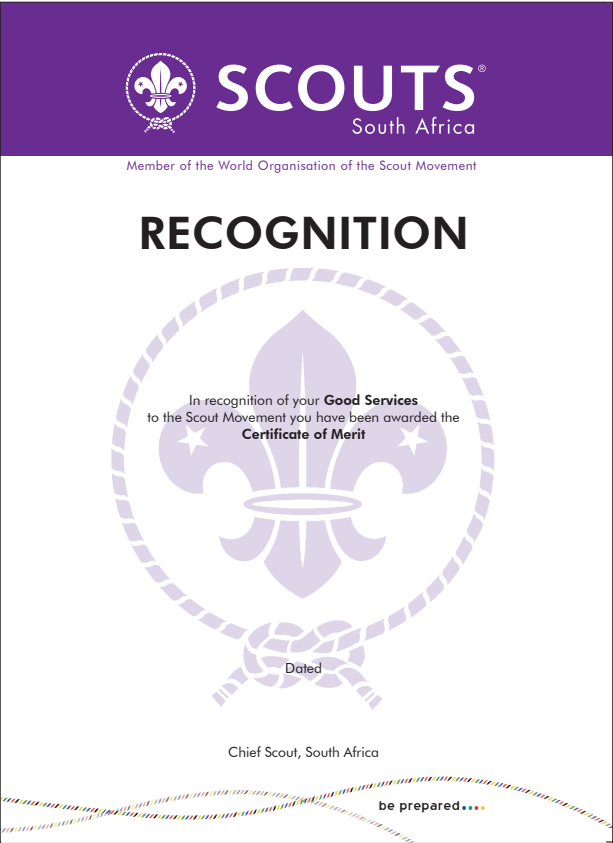 SCOUTS®
South Africa
Member of the World Organisation of the Scout Movement
RECOGNITION
In recognition of your Good Services
to the Scout Movement you have been awarded the
Certificate of Merit
Dated
Chief Scout, South Africa
be prepared....